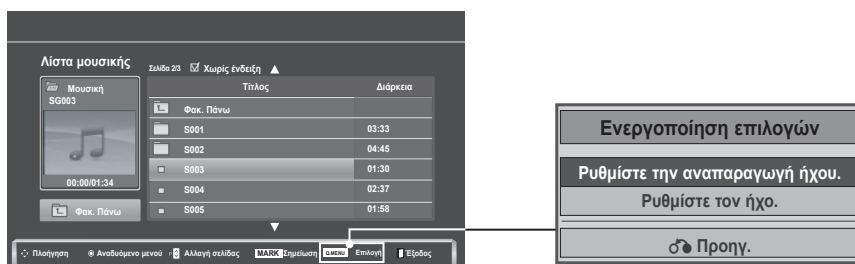 Λίστα μουσικής
Σελίδα 2/3 Χωρίς ένδειξη
Μουσική
SG003
00:00/01:34
Φακ. Πάνω
Τίτλος Διάρκεια
Φακ. Πάνω
S001 03:33
S002 04:45
S003 01:30
S004 02:37
S005 01:58
Πλοήγηση Αναδυόμενο μενού P Αλλαγή σελίδας MARK Σημείωση Q.MENU Επιλογή Έξοδος
Ενεργοποίηση επιλογών
Ρυθμίστε την αναπαραγωγή ήχου.
Ρυθμίστε τον ήχο.
Προηγ.